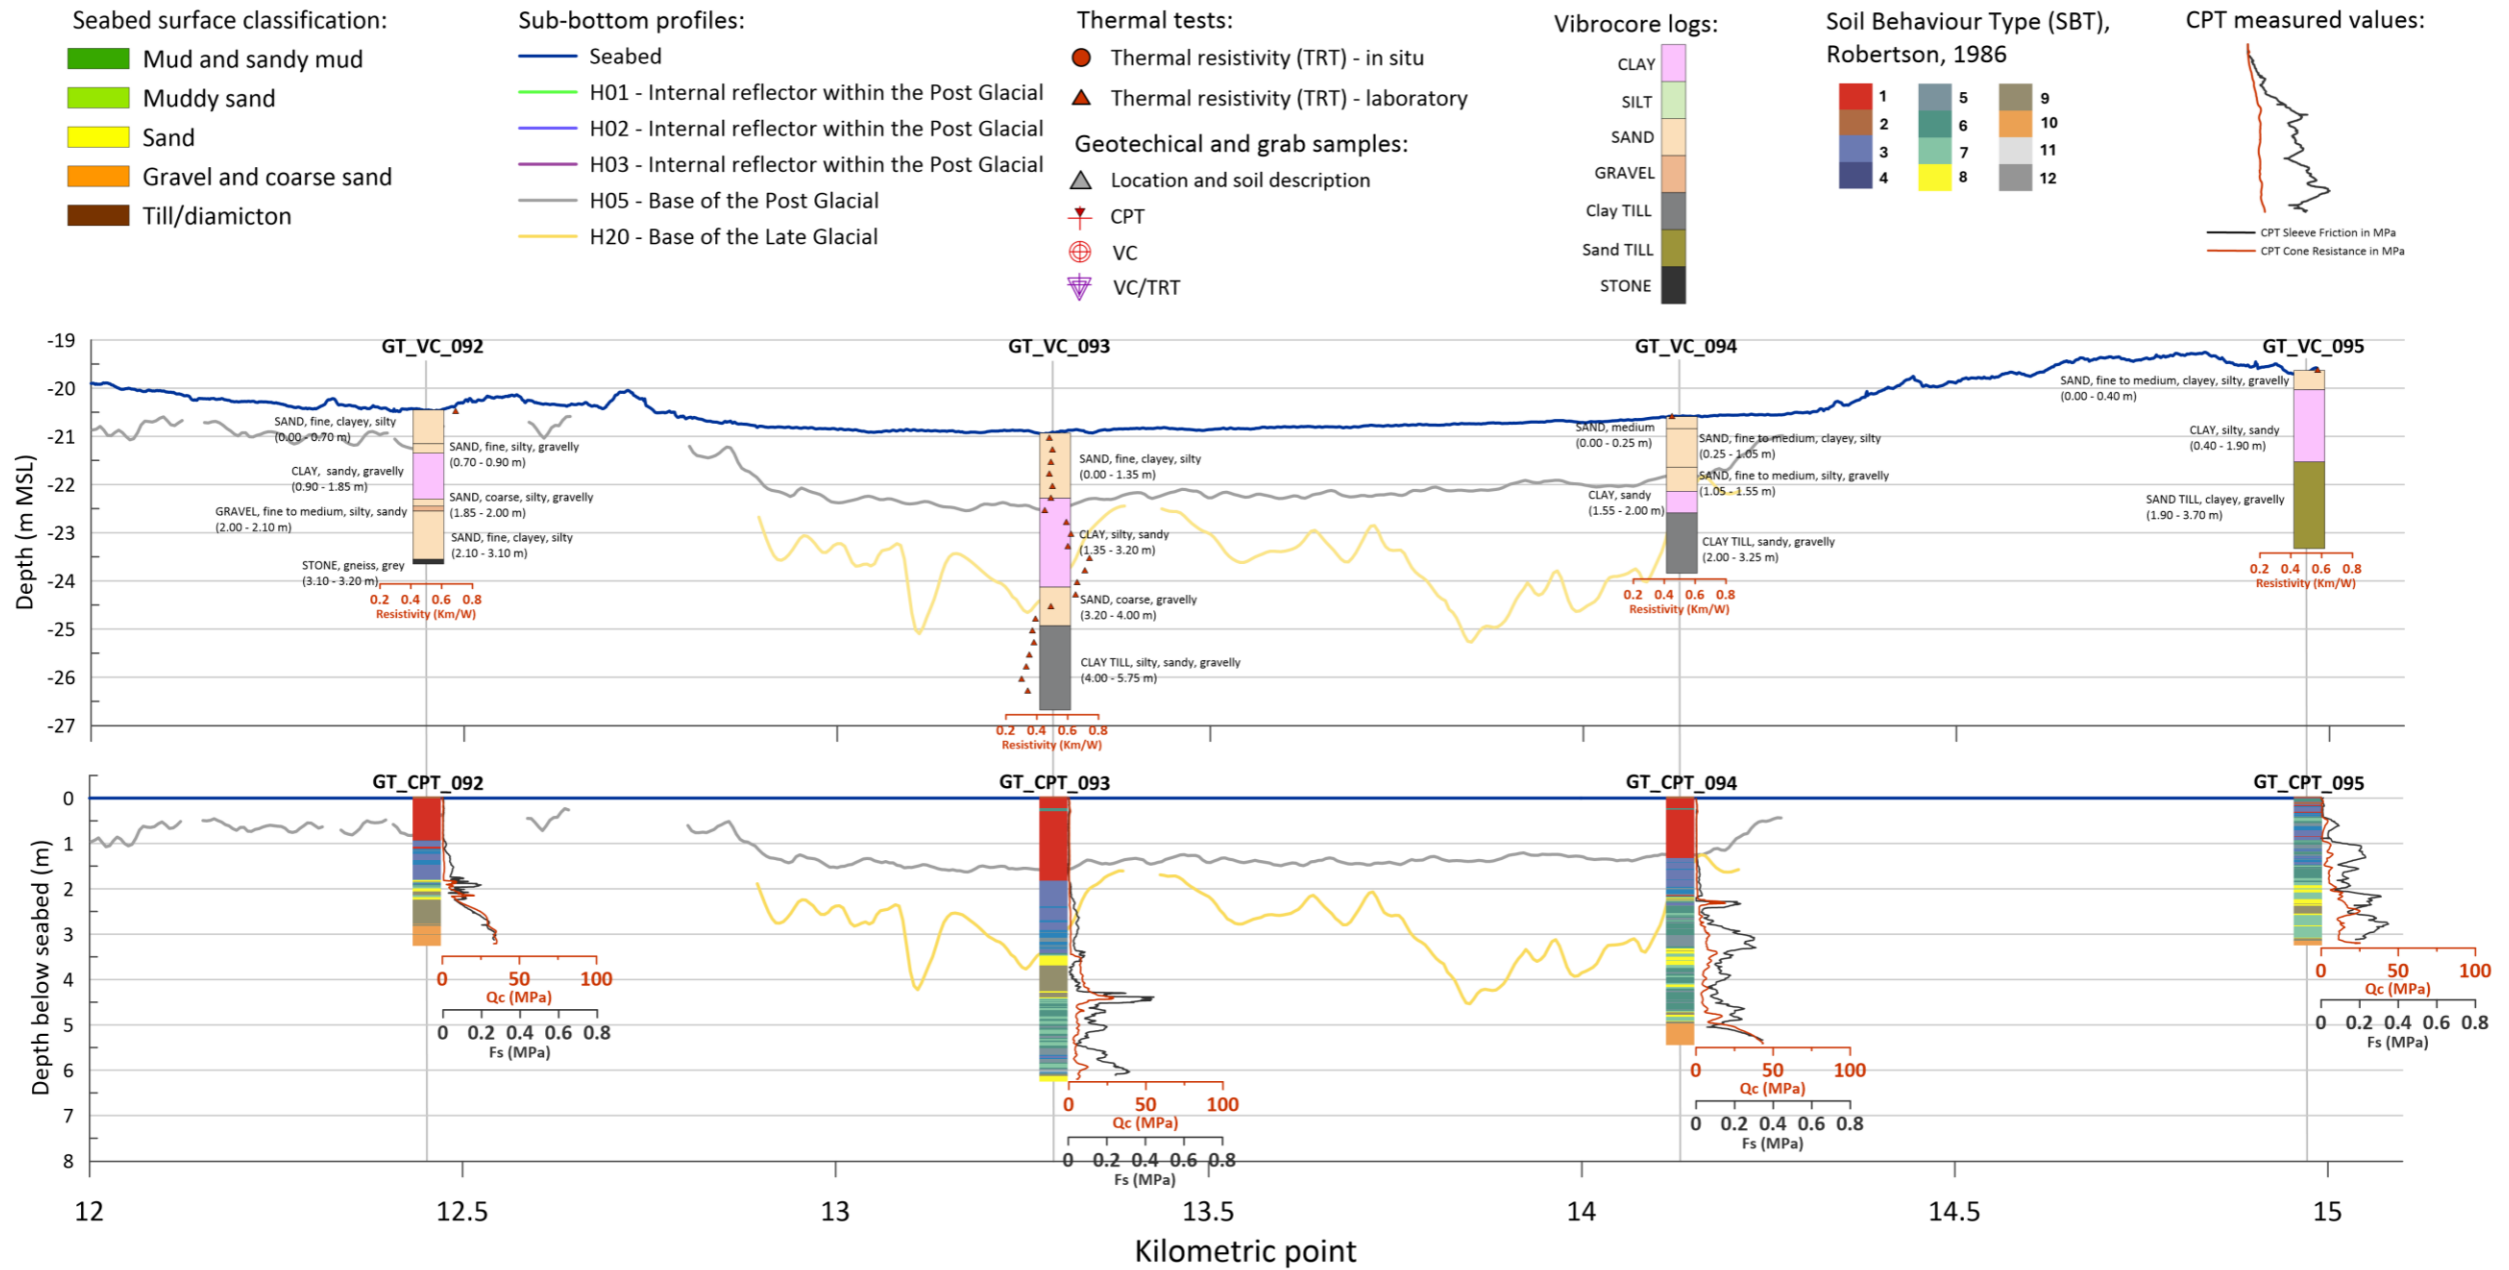 Seabed surface classification:
Mud and sandy mud
Muddy sand
Sand
Gravel and coarse sand
Till/diamicton
Sub-bottom profiles:
Seabed
H01 - Internal reflector within the Post Glacial
H02 - Internal reflector within the Post Glacial
H03 - Internal reflector within the Post Glacial
H05 - Base of the Post Glacial
H20 - Base of the Late Glacial
Thermal tests:
Thermal resistivity (TRT) - in situ
Thermal resistivity (TRT) - laboratory
Geotechical and grab samples:
Location and soil description
CPT
VC
VC/TRT
Vibrocore logs:
CLAY
SILT
SAND
GRAVEL
Clay TILL
Sand TILL
STONE
Soil Behaviour Type (SBT),
Robertson, 1986
1 5 9
2 6 10
3 7 11
4 8 12
CPT measured values:
CPT Sleeve Friction in MPa
CPT Cone Resistance in MPa
Depth (m MSL)
-19
-20
-21
-22
-23
-24
-25
-26
-27
GT_VC_092
SAND, fine, clayey, silty
(0.00 - 0.70 m)
SAND, fine, silty, gravelly
(0.70 - 0.90 m)
CLAY, sandy, gravelly
(0.90 - 1.85 m)
SAND, coarse, silty, gravelly
(1.85 - 2.00 m)
GRAVEL, fine to medium, silty, sandy
(2.00 - 2.10 m)
SAND, fine, clayey, silty
(2.10 - 3.10 m)
STONE, gneiss, grey
(3.10 - 3.20 m)
0.2 0.4 0.6 0.8
Resistivity (Km/W)
GT_VC_093
SAND, fine, clayey, silty
(0.00 - 1.35 m)
CLAY, silty, sandy
(1.35 - 3.20 m)
SAND, coarse, gravelly
(3.20 - 4.00 m)
CLAY TILL, silty, sandy, gravelly
(4.00 - 5.75 m)
0.2 0.4 0.6 0.8
Resistivity (Km/W)
GT_VC_094
SAND, medium
(0.00 - 0.25 m)
SAND, fine to medium, clayey, silty
(0.25 - 1.05 m)
SAND, fine to medium, silty, gravelly
(1.05 - 1.55 m)
CLAY, sandy
(1.55 - 2.00 m)
CLAY TILL, sandy, gravelly
(2.00 - 3.25 m)
0.2 0.4 0.6 0.8
Resistivity (Km/W)
GT_VC_095
SAND, fine to medium, clayey, silty, gravelly
(0.00 - 0.40 m)
CLAY, silty, sandy
(0.40 - 1.90 m)
SAND TILL, clayey, gravelly
(1.90 - 3.70 m)
0.2 0.4 0.6 0.8
Resistivity (Km/W)
Depth below seabed (m)
0
1
2
3
4
5
6
7
8
GT_CPT_092
0 50 100
Qc (MPa)
0 0.2 0.4 0.6 0.8
Fs (MPa)
GT_CPT_093
0 50 100
Qc (MPa)
0 0.2 0.4 0.6 0.8
Fs (MPa)
GT_CPT_094
0 50 100
Qc (MPa)
0 0.2 0.4 0.6 0.8
Fs (MPa)
GT_CPT_095
0 50 100
Qc (MPa)
0 0.2 0.4 0.6 0.8
Fs (MPa)
12 12.5 13 13.5 14 14.5 15
Kilometric point